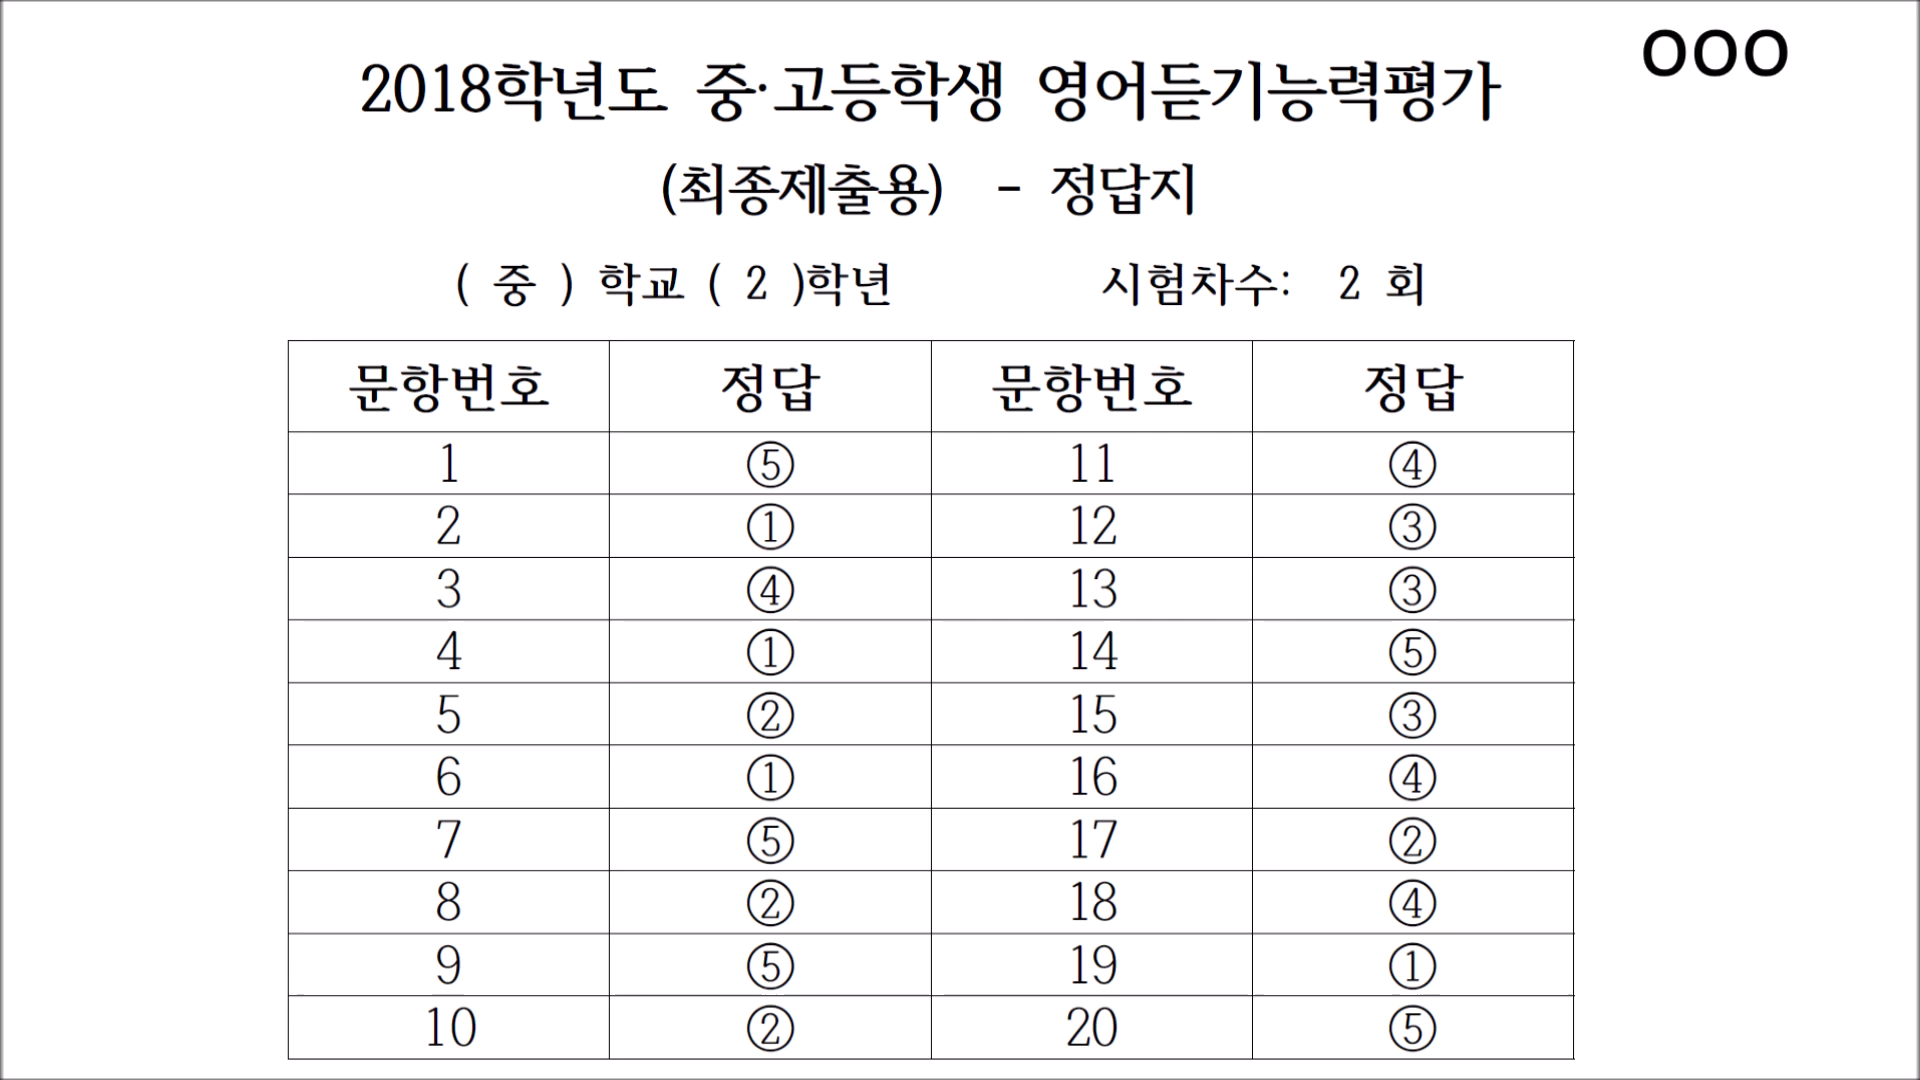 ooo
2018학년도 중·고등학생 영어듣기능력평가
(최종제출용) - 정답지
( 중 ) 학교 ( 2 )학년 시험차수: 2 회
문항번호 정답 문항번호 정답
1 ⑤ 11 ④
2 ① 12 ③
3 ④ 13 ③
4 ① 14 ⑤
5 ② 15 ③
6 ① 16 ④
7 ⑤ 17 ②
8 ② 18 ④
9 ⑤ 19 ①
10 ② 20 ⑤